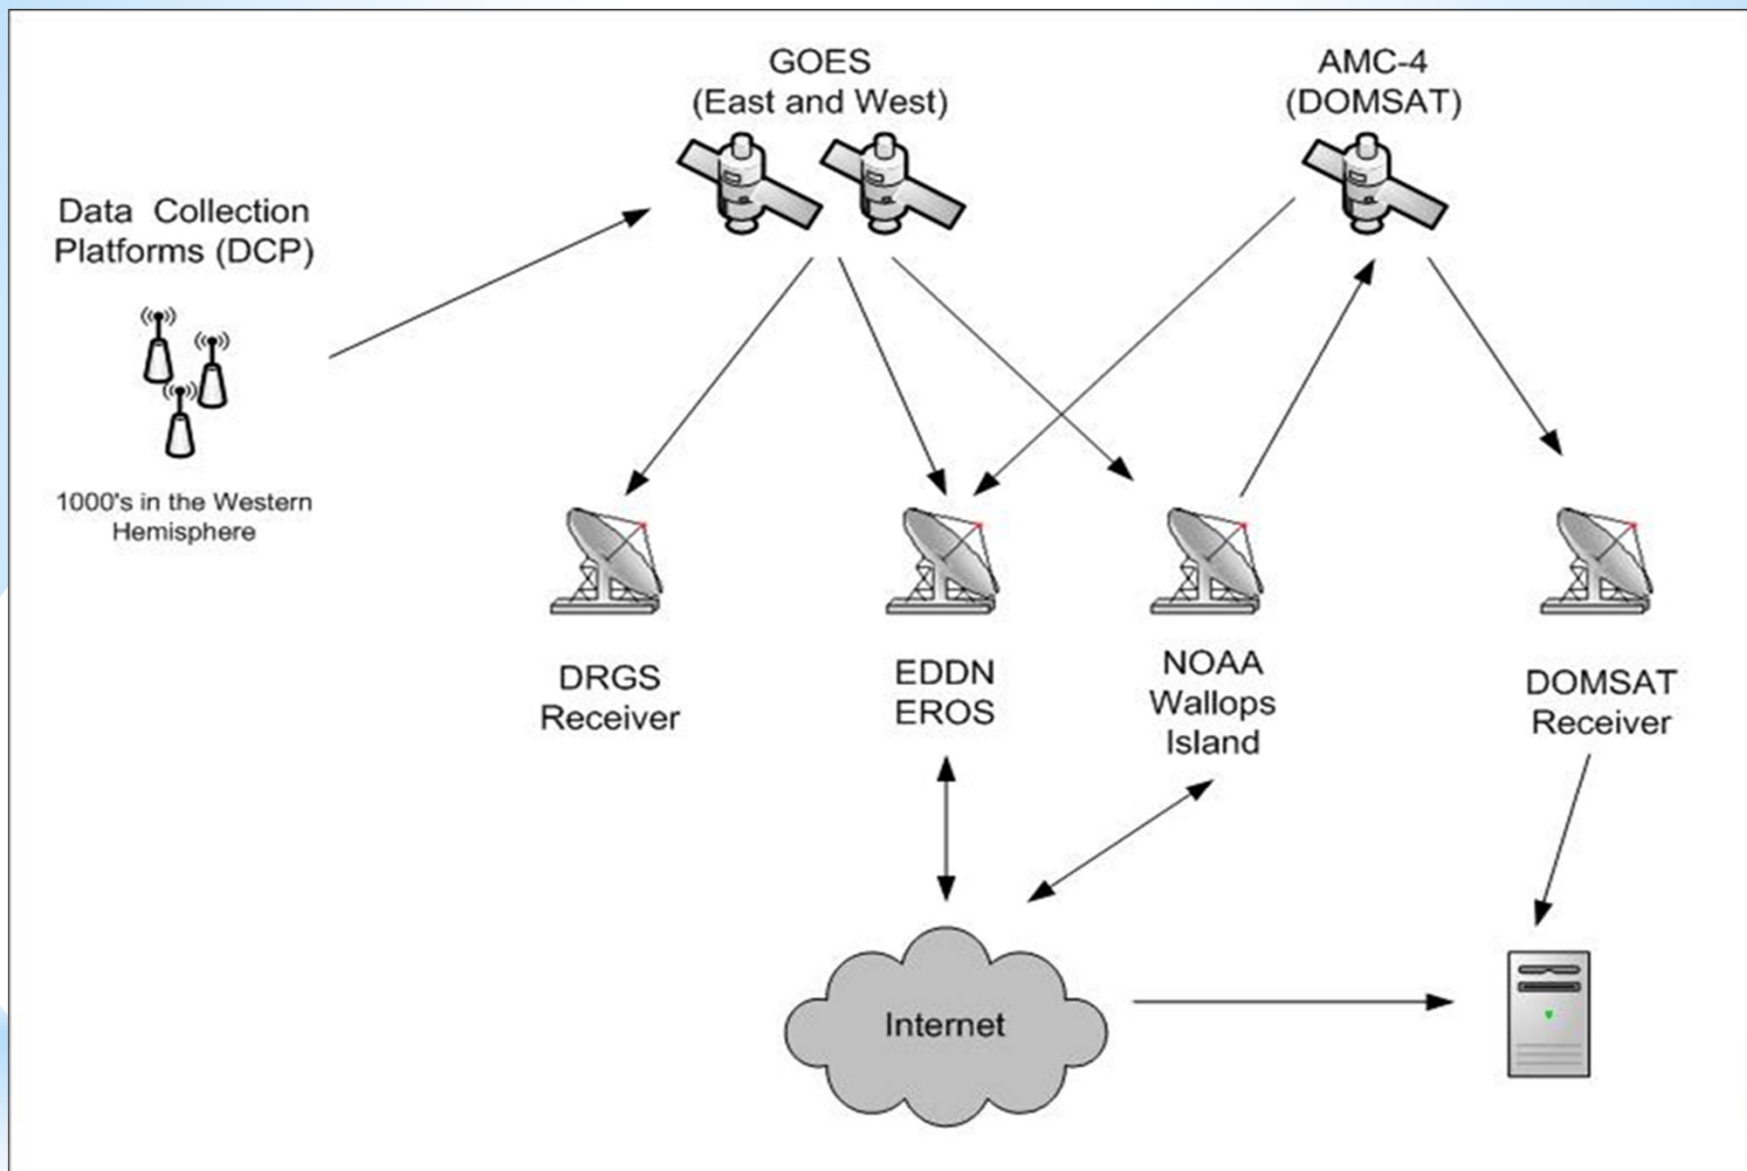 GOES
(East and West)
AMC-4
(DOMSAT)
Data Collection
Platforms (DCP)
1000's in the Western
Hemisphere
DRGS
Receiver
EDDN
EROS
NOAA
Wallops
Island
DOMSAT
Receiver
Internet